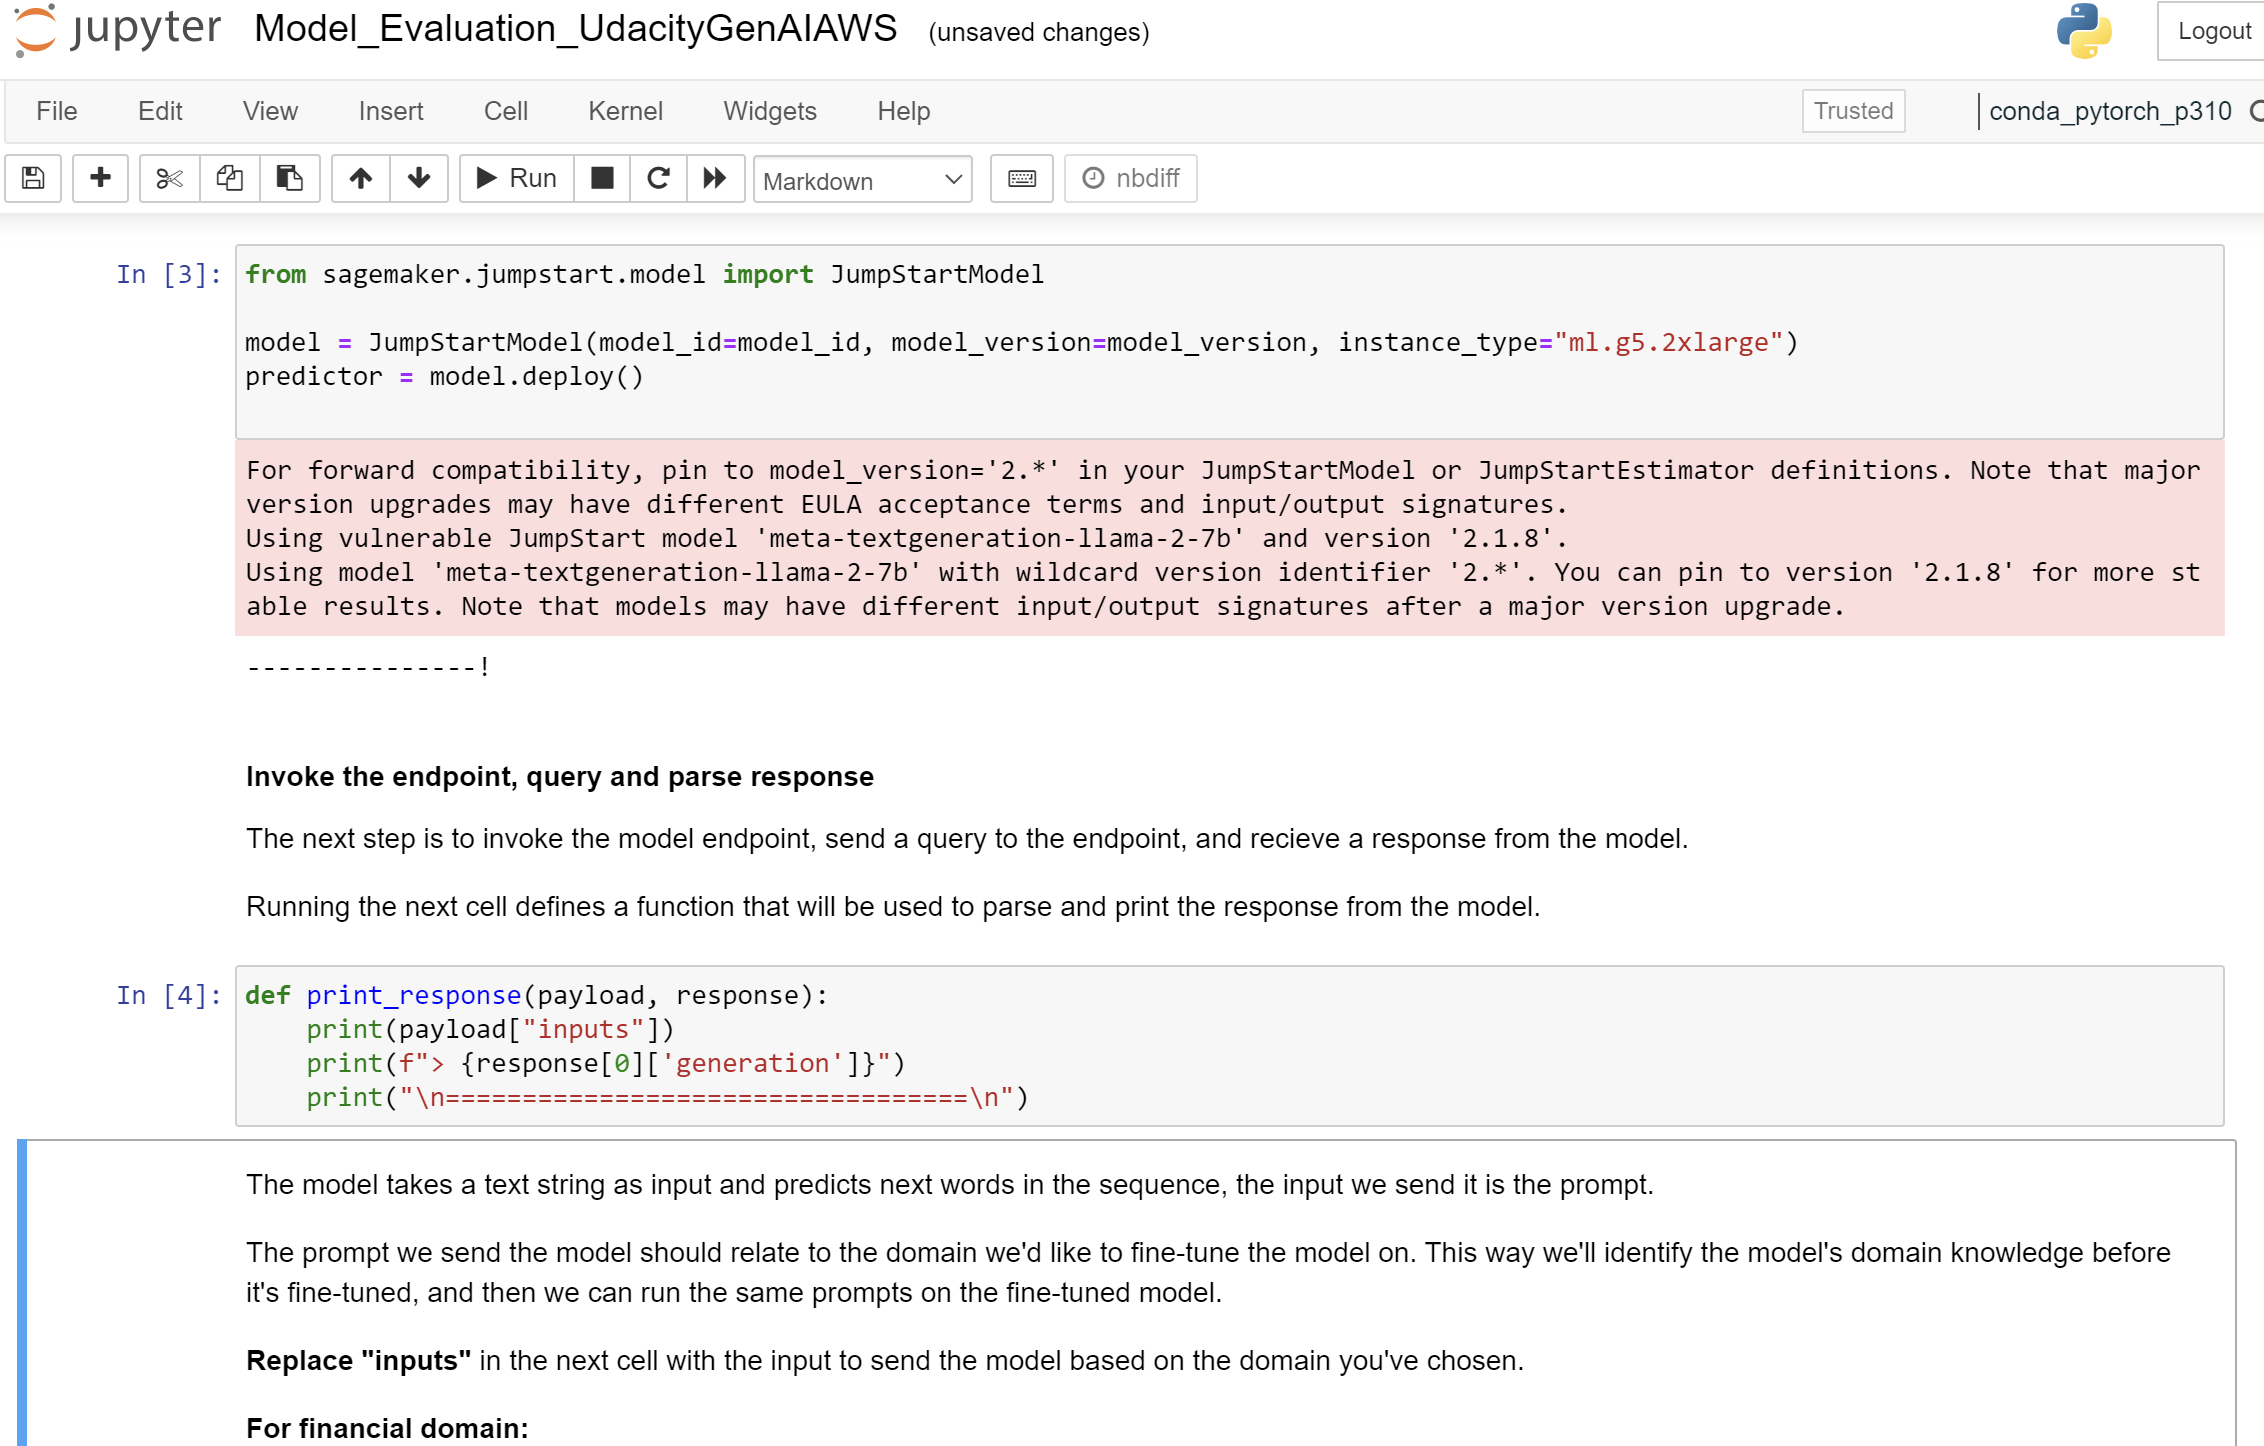 jupyter Model_Evaluation_UdacityGenAIAWS (unsaved changes) Logout
File Edit View Insert Cell Kernel Widgets Help Trusted conda_pytorch_p310
Run Markdown nbdiff
In [3]: from sagemaker.jumpstart.model import JumpStartModel
model = JumpStartModel(model_id=model_id, model_version=model_version, instance_type="ml.g5.2xlarge")
predictor = model.deploy()
For forward compatibility, pin to model_version='2.*' in your JumpStartModel or JumpStartEstimator definitions. Note that major
version upgrades may have different EULA acceptance terms and input/output signatures.
Using vulnerable JumpStart model 'meta-textgeneration-llama-2-7b' and version '2.1.8'.
Using model 'meta-textgeneration-llama-2-7b' with wildcard version identifier '2.*'. You can pin to version '2.1.8' for more st
able results. Note that models may have different input/output signatures after a major version upgrade.
---------------!
Invoke the endpoint, query and parse response
The next step is to invoke the model endpoint, send a query to the endpoint, and recieve a response from the model.
Running the next cell defines a function that will be used to parse and print the response from the model.
In [4]: def print_response(payload, response):
    print(payload["inputs"])
    print(f"> {response[0]['generation']}")
    print("\n==================================\n")
The model takes a text string as input and predicts next words in the sequence, the input we send it is the prompt.
The prompt we send the model should relate to the domain we'd like to fine-tune the model on. This way we'll identify the model's domain knowledge before
it's fine-tuned, and then we can run the same prompts on the fine-tuned model.
Replace "inputs" in the next cell with the input to send the model based on the domain you've chosen.
For financial domain: